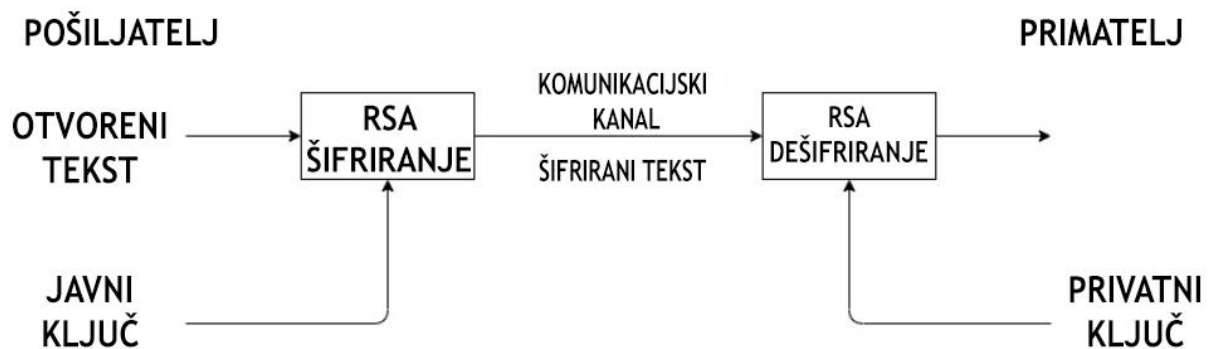 POŠILJATELJ
PRIMATELJ
OTVORENI
TEKST
RSA
ŠIFRIRANJE
KOMUNIKACIJSKI
KANAL
ŠIFRIRANI TEKST
RSA
DEŠIFRIRANJE
JAVNI
KLJUČ
PRIVATNI
KLJUČ